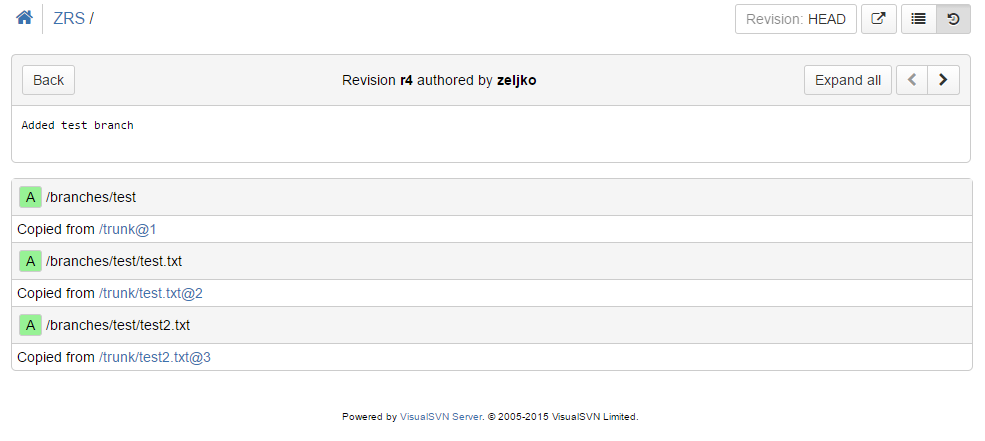 ZRS /
Revision: HEAD
Back
Revision r4 authored by zeljko
Expand all
Added test branch
A /branches/test
Copied from /trunk@1
A /branches/test/test.txt
Copied from /trunk/test.txt@2
A /branches/test/test2.txt
Copied from /trunk/test2.txt@3
Powered by VisualSVN Server. © 2005-2015 VisualSVN Limited.